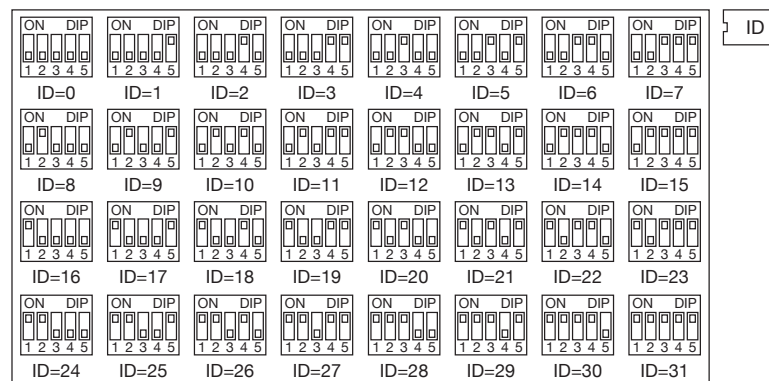 ON DIP ON DIP ON DIP ON DIP ON DIP ON DIP ON DIP ON DIP ID
1 2 3 4 5 1 2 3 4 5 1 2 3 4 5 1 2 3 4 5 1 2 3 4 5 1 2 3 4 5 1 2 3 4 5 1 2 3 4 5
ID=0 ID=1 ID=2 ID=3 ID=4 ID=5 ID=6 ID=7
ON DIP ON DIP ON DIP ON DIP ON DIP ON DIP ON DIP ON DIP
1 2 3 4 5 1 2 3 4 5 1 2 3 4 5 1 2 3 4 5 1 2 3 4 5 1 2 3 4 5 1 2 3 4 5 1 2 3 4 5
ID=8 ID=9 ID=10 ID=11 ID=12 ID=13 ID=14 ID=15
ON DIP ON DIP ON DIP ON DIP ON DIP ON DIP ON DIP ON DIP
1 2 3 4 5 1 2 3 4 5 1 2 3 4 5 1 2 3 4 5 1 2 3 4 5 1 2 3 4 5 1 2 3 4 5 1 2 3 4 5
ID=16 ID=17 ID=18 ID=19 ID=20 ID=21 ID=22 ID=23
ON DIP ON DIP ON DIP ON DIP ON DIP ON DIP ON DIP ON DIP
1 2 3 4 5 1 2 3 4 5 1 2 3 4 5 1 2 3 4 5 1 2 3 4 5 1 2 3 4 5 1 2 3 4 5 1 2 3 4 5
ID=24 ID=25 ID=26 ID=27 ID=28 ID=29 ID=30 ID=31